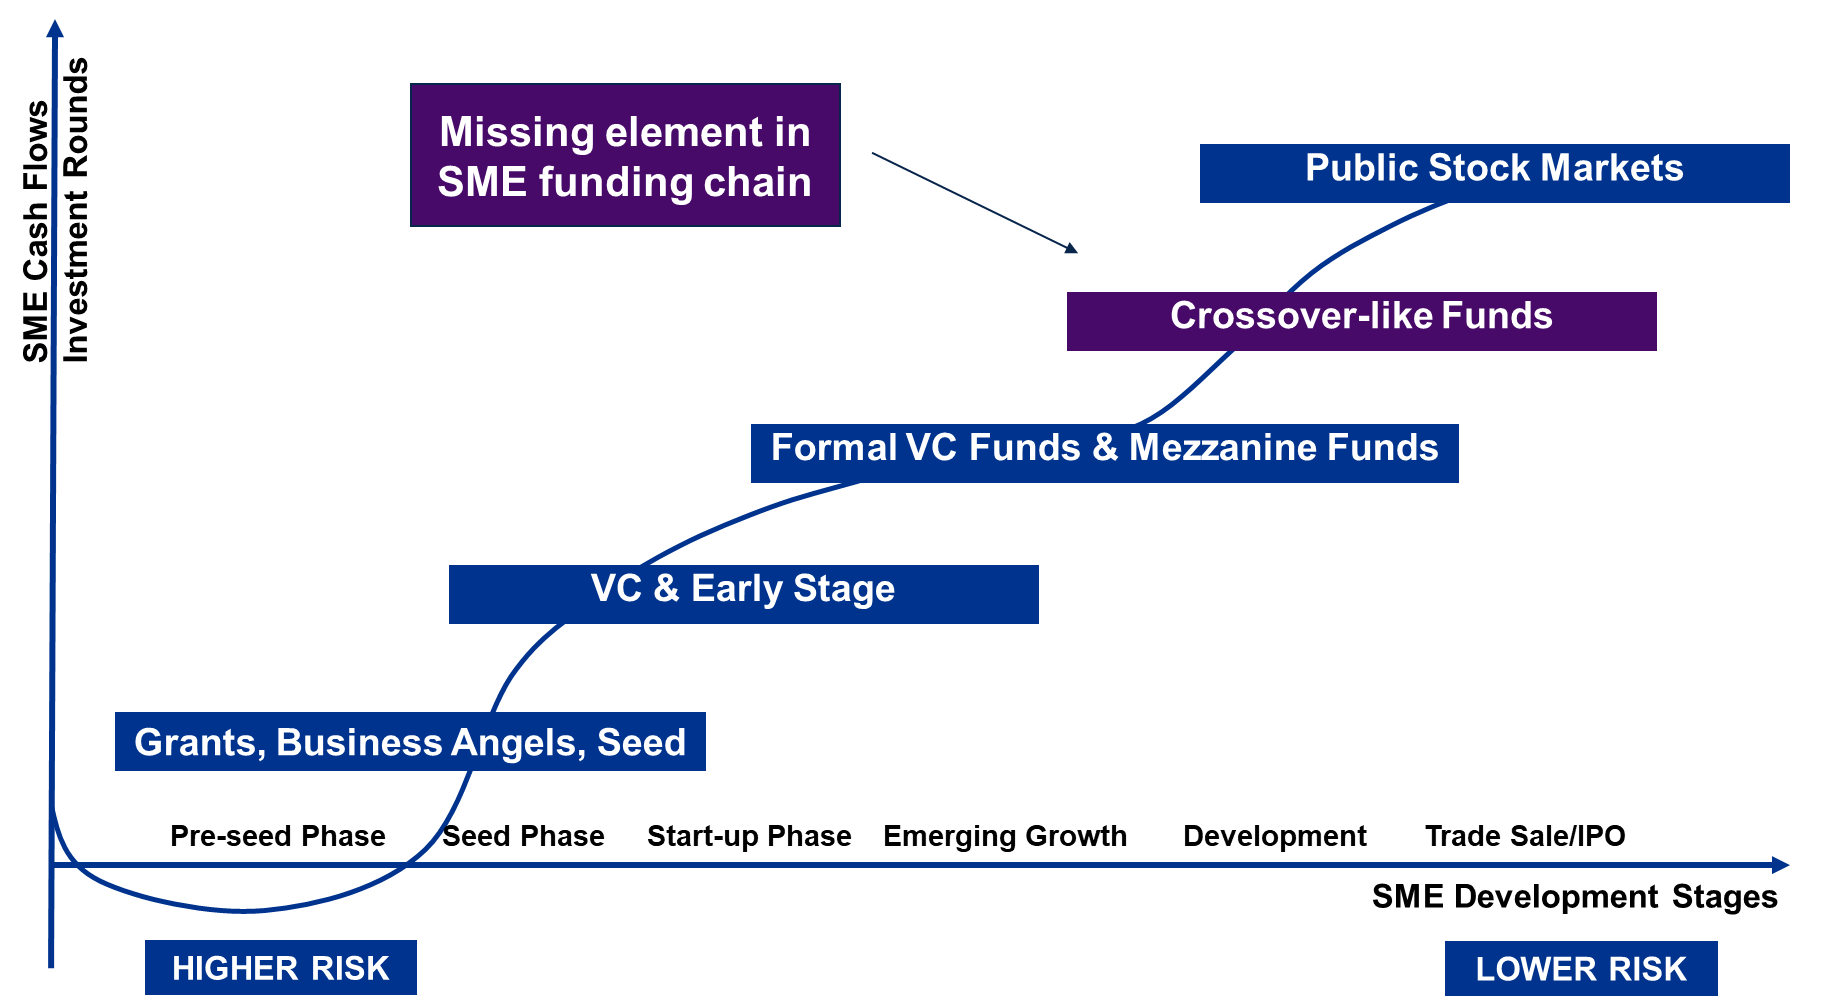 SME Cash Flows
Investment Rounds
Missing element in
SME funding chain
Public Stock Markets
Crossover-like Funds
Formal VC Funds & Mezzanine Funds
VC & Early Stage
Grants, Business Angels, Seed
Pre-seed Phase
Seed Phase
Start-up Phase
Emerging Growth
Development
Trade Sale/IPO
SME Development Stages
HIGHER RISK
LOWER RISK